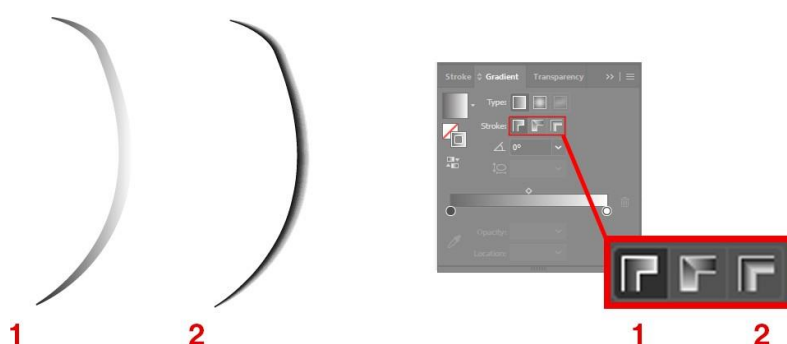 Stroke Gradient Transparency
Type:
Stroke:
0°
Opacity:
Location:
1 2
1 2